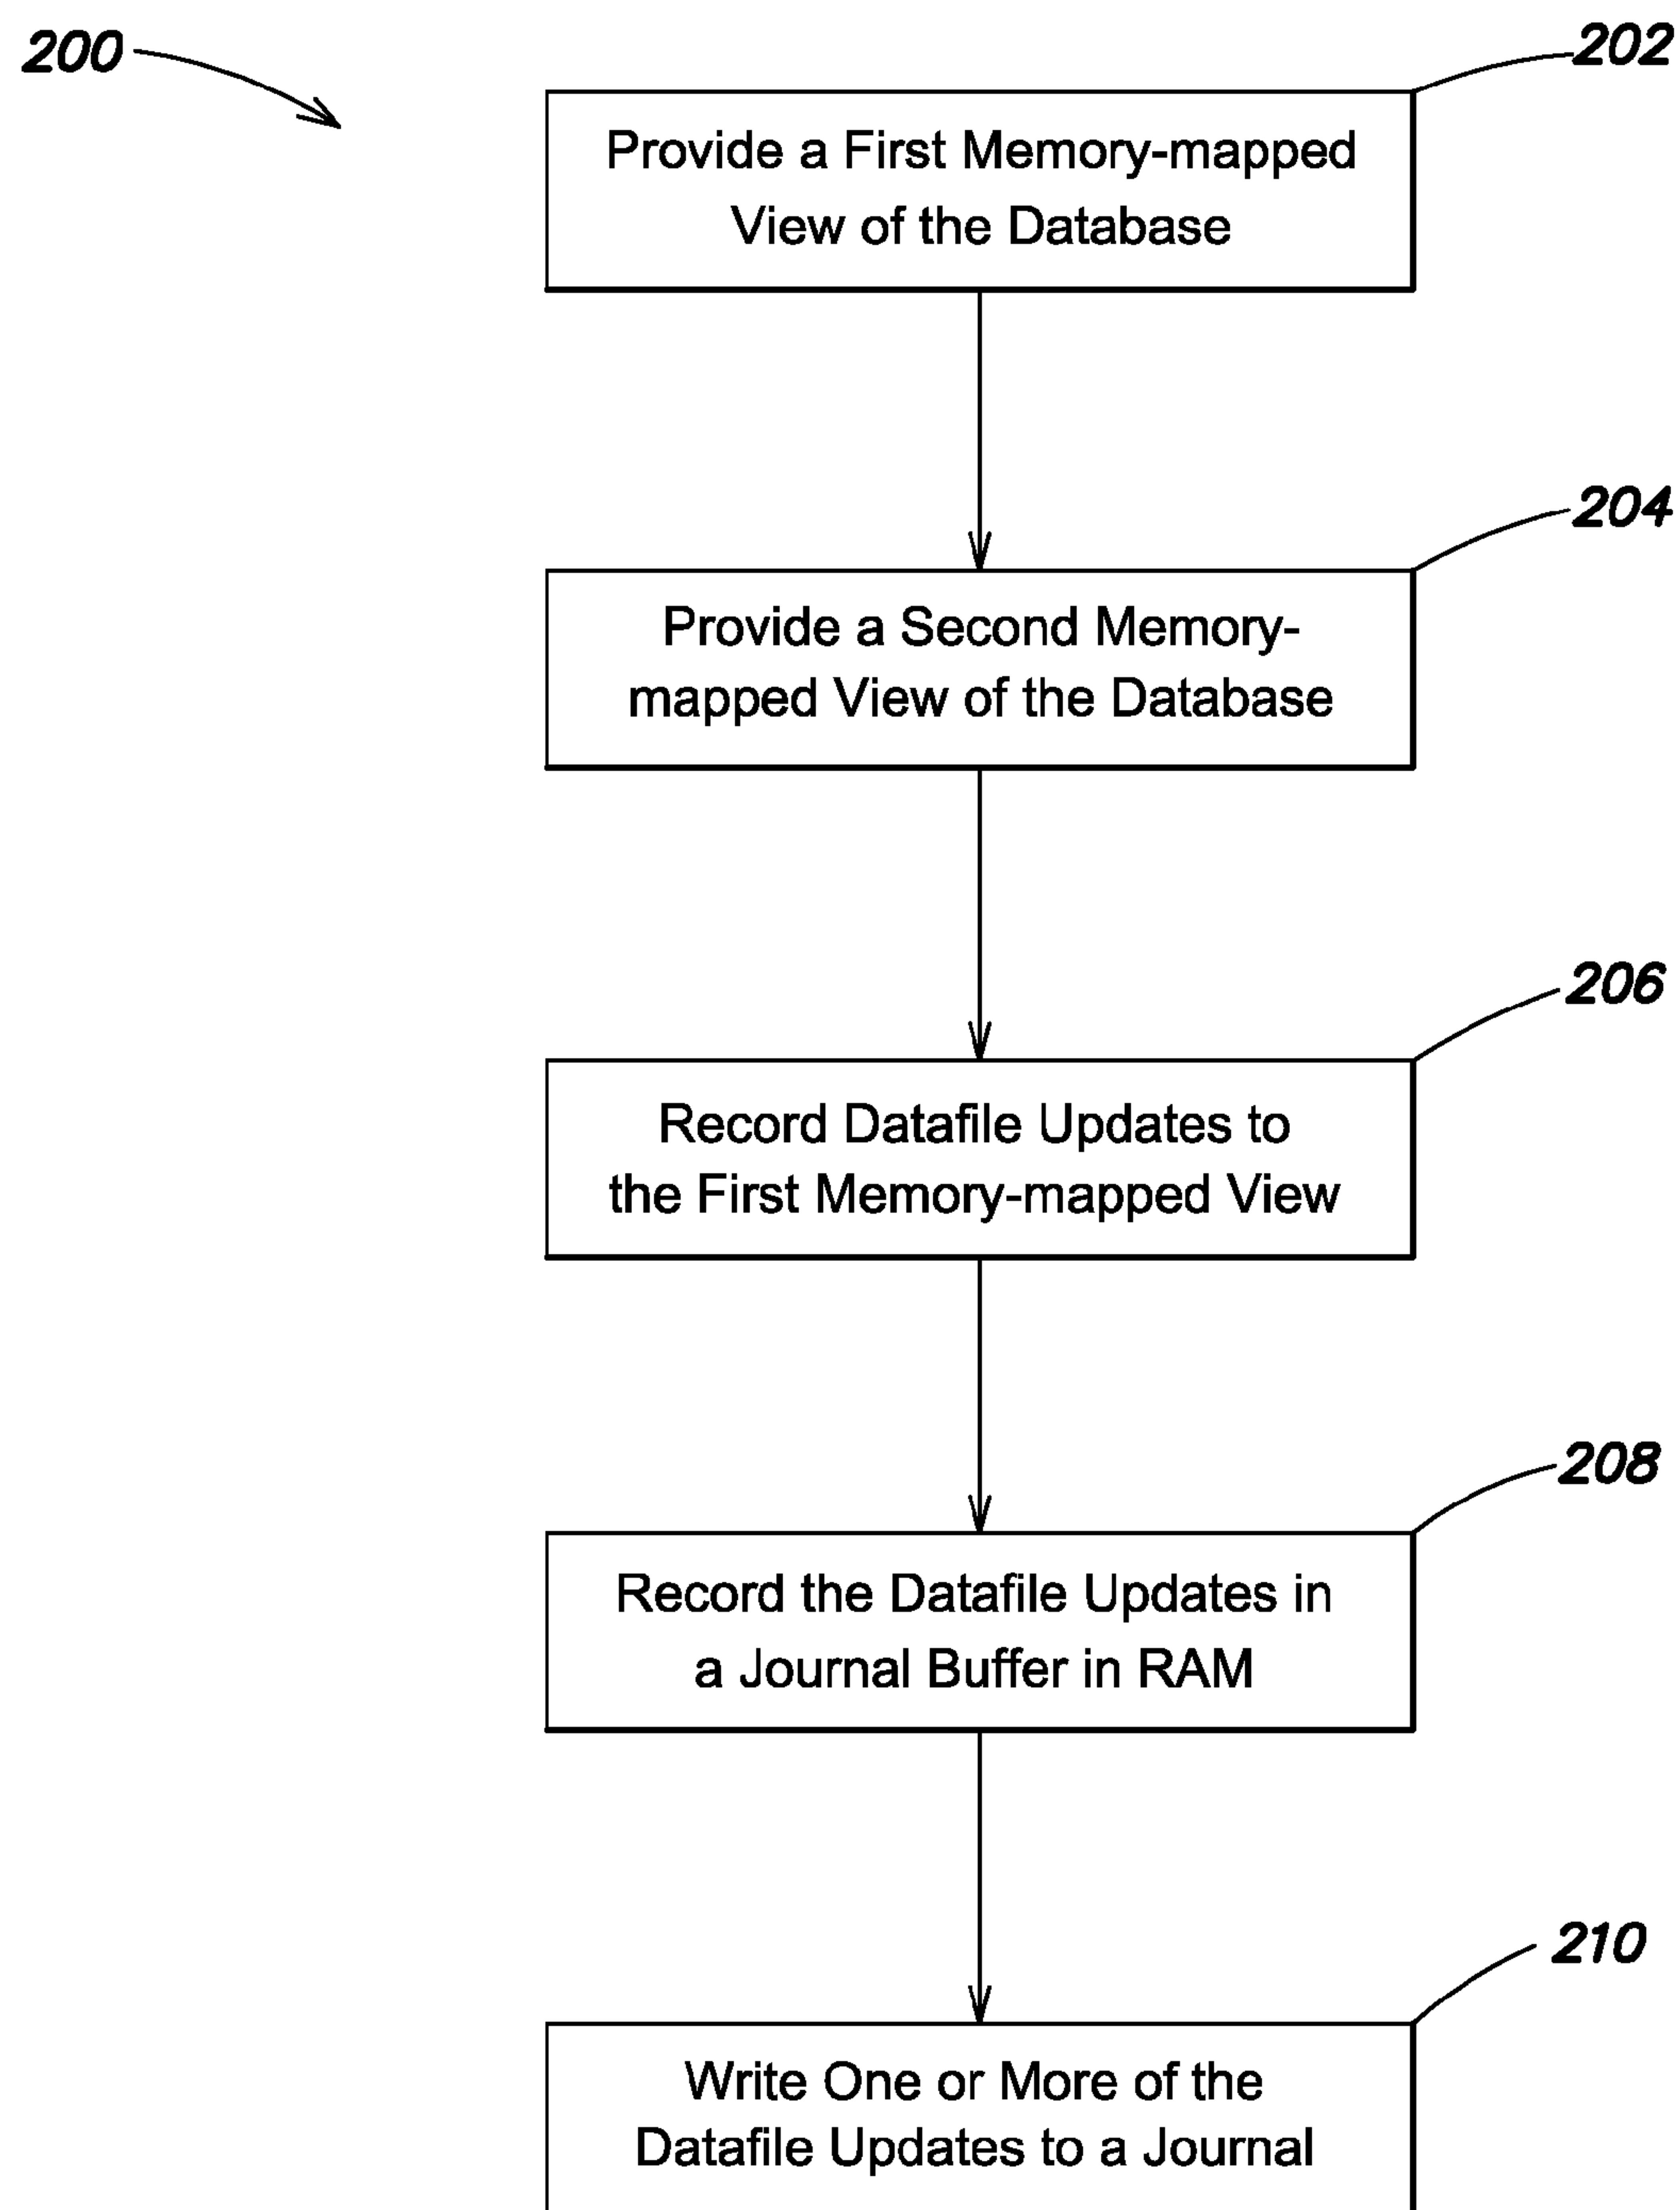 200
202
Provide a First Memory-mapped
View of the Database
204
Provide a Second Memory-
mapped View of the Database
206
Record Datafile Updates to
the First Memory-mapped View
208
Record the Datafile Updates in
a Journal Buffer in RAM
210
Write One or More of the
Datafile Updates to a Journal